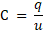 C = q/u